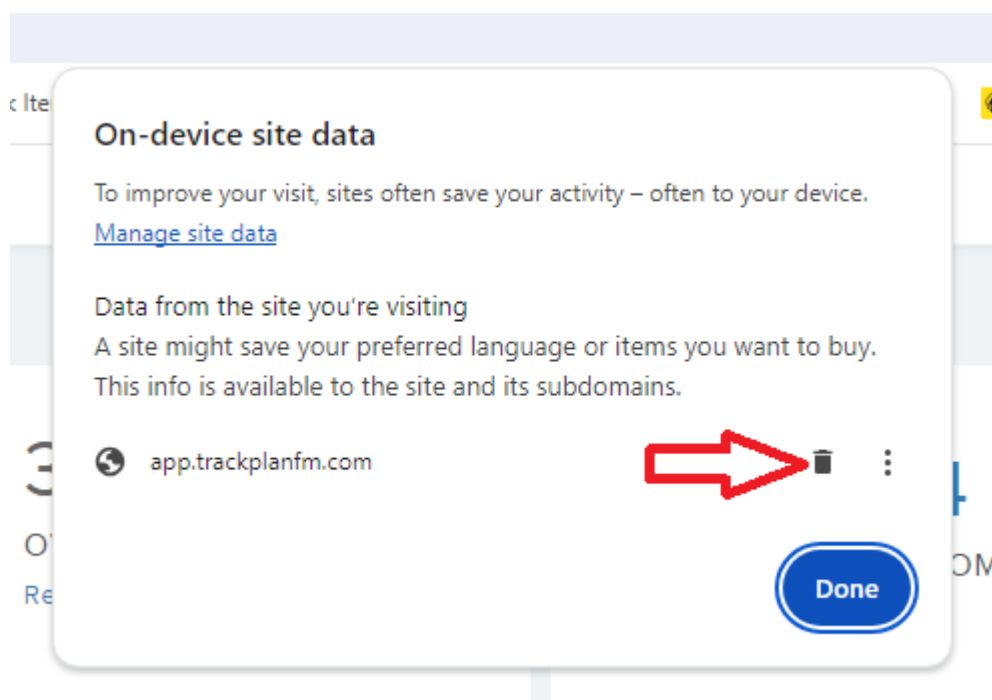 On-device site data
To improve your visit, sites often save your activity – often to your device.
Manage site data
Data from the site you're visiting
A site might save your preferred language or items you want to buy.
This info is available to the site and its subdomains.
app.trackplanfm.com
Done